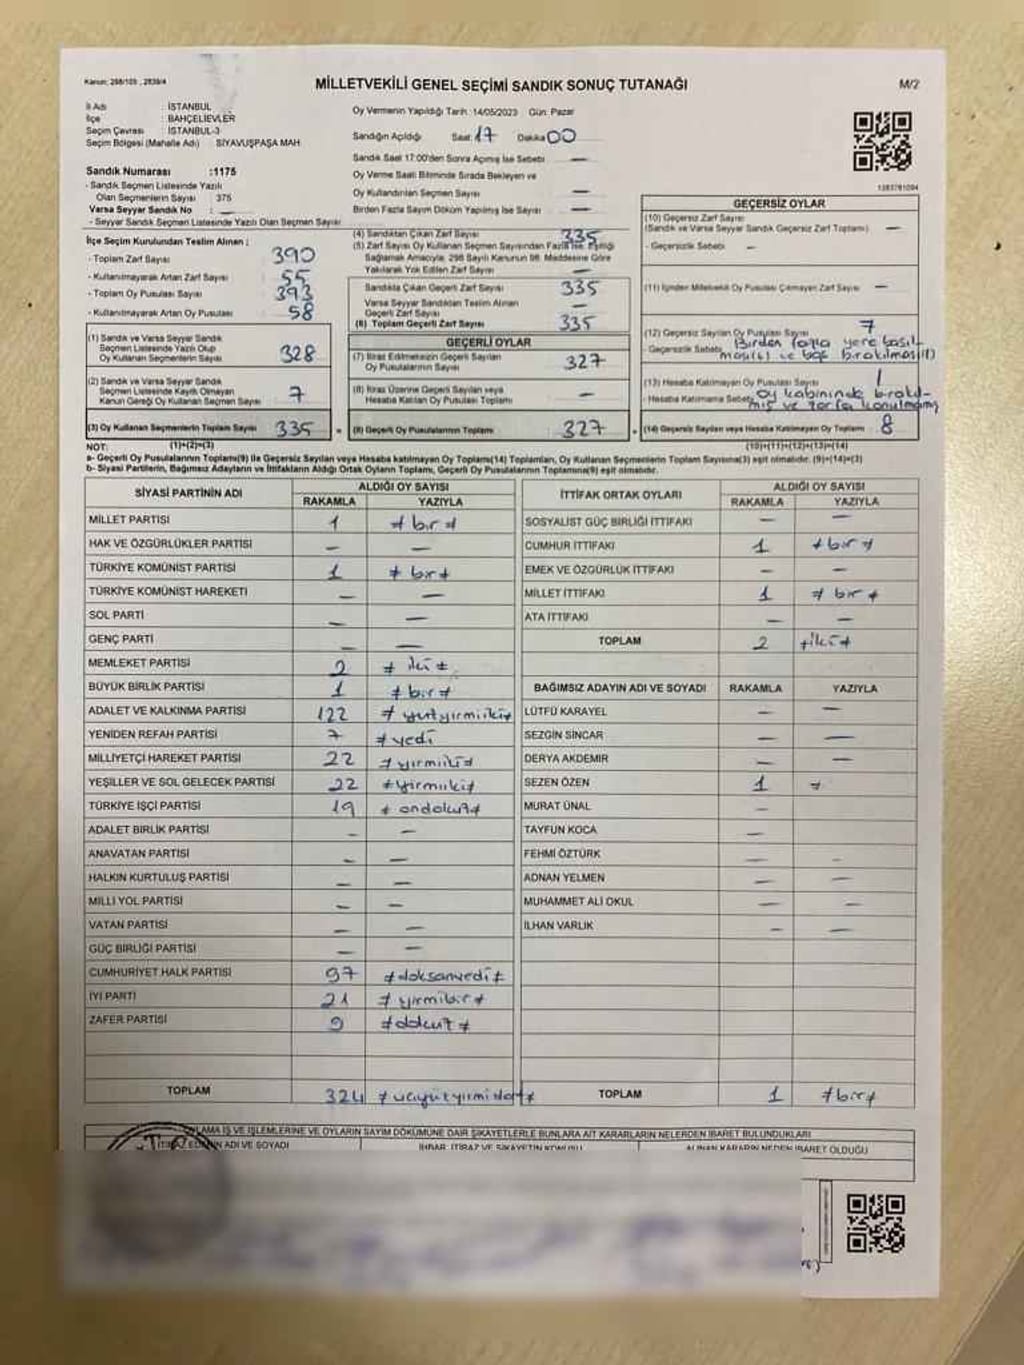 Kanun: 298/105 , 2839/4
MİLLETVEKİLİ GENEL SEÇİMİ SANDIK SONUÇ TUTANAĞI
M/2
İl Adı : İSTANBUL
İlçe : BAHÇELİEVLER
Seçim Çevresi : İSTANBUL-3
Seçim Bölgesi (Mahalle Adı) SİYAVUŞPAŞA MAH
Sandık Numarası :1175
- Sandık Seçmen Listesinde Yazılı
Olan Seçmenlerin Sayısı : 375
Varsa Seyyar Sandık No : —
- Seyyar Sandık Seçmen Listesinde Yazılı Olan Seçmen Sayısı
İlçe Seçim Kurulundan Teslim Alınan :
- Toplam Zarf Sayısı 390
- Kullanılmayarak Artan Zarf Sayısı 55
- Toplam Oy Pusulası Sayısı 393
- Kullanılmayarak Artan Oy Pusulası 58
(1) Sandık ve Varsa Seyyar Sandık
Seçmen Listesinde Yazılı Olup
Oy Kullanan Seçmenlerin Sayısı 328
(2) Sandık ve Varsa Seyyar Sandık
Seçmen Listesinde Kaydı Olmayan
Kanun Gereği Oy Kullanan Seçmen Sayısı 7
(3) Oy Kullanan Seçmenlerin Toplam Sayısı 335 =
(1)+(2)=(3)
Oy Vermenin Yapıldığı Tarih :14/05/2023 Gün: Pazar
Sandığın Açıldığı Saat: 17 Dakika 00
Sandık Saat 17:00'den Sonra Açılmış İse Sebebi —
Oy Verme Saati Bitiminde Sırada Bekleyen ve
Oy Kullandırılan Seçmen Sayısı —
Birden Fazla Sayım Döküm Yapılmış İse Sayısı —
(4) Sandıktan Çıkan Zarf Sayısı 335
(5) Zarf Sayısı Oy Kullanan Seçmen Sayısından Fazla İse, Eşitliği
Sağlamak Amacıyla, 298 Sayılı Kanunun 98. Maddesine Göre
Yakılarak Yok Edilen Zarf Sayısı —
Sandıkta Çıkan Geçerli Zarf Sayısı 335
Varsa Seyyar Sandıktan Teslim Alınan
Geçerli Zarf Sayısı —
(6) Toplam Geçerli Zarf Sayısı 335
GEÇERLİ OYLAR
(7) İtiraz Edilmeksizin Geçerli Sayılan
Oy Pusulalarının Sayısı 327
(8) İtiraz Üzerine Geçerli Sayılan veya
Hesaba Katılan Oy Pusulası Toplamı —
(9) Geçerli Oy Pusulalarının Toplamı 327 +
1383761094
GEÇERSİZ OYLAR
(10) Geçersiz Zarf Sayısı
(Sandık ve Varsa Seyyar Sandık Geçersiz Zarf Toplamı) —
- Geçersizlik Sebebi —
(11) İçinden Milletvekili Oy Pusulası Çıkmayan Zarf Sayısı —
(12) Geçersiz Sayılan Oy Pusulası Sayısı 7
- Geçersizlik Sebebi Birden fazla yere basıl-
ması(6) ve boş bırakılması(1)
(13) Hesaba Katılmayan Oy Pusulası Sayısı 1
- Hesaba Katılmama Sebebi oy kabininde bırakıl-
mış ve zarfa konulmamış
(14) Geçersiz Sayılan veya Hesaba Katılmayan Oy Toplamı 8
(10)+(11)+(12)+(13)=(14)
NOT:
a- Geçerli Oy Pusulalarının Toplamı(9) ile Geçersiz Sayılan veya Hesaba katılmayan Oy Toplamı(14) Toplamları, Oy Kullanan Seçmenlerin Toplam Sayısına(3) eşit olmalıdır. (9)+(14)=(3)
b- Siyasi Partilerin, Bağımsız Adayların ve İttifakların Aldığı Ortak Oyların Toplamı, Geçerli Oy Pusulalarının Toplamına(9) eşit olmalıdır.
SİYASİ PARTİNİN ADI ALDIĞI OY SAYISI
RAKAMLA YAZIYLA
MİLLET PARTİSİ 1 ≠ bir ≠
HAK VE ÖZGÜRLÜKLER PARTİSİ — —
TÜRKİYE KOMÜNİST PARTİSİ 1 ≠ bir ≠
TÜRKİYE KOMÜNİST HAREKETİ — —
SOL PARTİ — —
GENÇ PARTİ — —
MEMLEKET PARTİSİ 2 ≠ iki ≠
BÜYÜK BİRLİK PARTİSİ 1 ≠ bir ≠
ADALET VE KALKINMA PARTİSİ 122 ≠ yüzyirmiiki≠
YENİDEN REFAH PARTİSİ 7 ≠ yedi
MİLLİYETÇİ HAREKET PARTİSİ 22 ≠ yirmiiki≠
YEŞİLLER VE SOL GELECEK PARTİSİ 22 ≠yirmiiki≠
TÜRKİYE İŞÇİ PARTİSİ 19 ≠ ondokuz≠
ADALET BİRLİK PARTİSİ — —
ANAVATAN PARTİSİ — —
HALKIN KURTULUŞ PARTİSİ — —
MİLLİ YOL PARTİSİ — —
VATAN PARTİSİ — —
GÜÇ BİRLİĞİ PARTİSİ — —
CUMHURİYET HALK PARTİSİ 97 ≠doksanyedi≠
İYİ PARTİ 21 ≠ yirmibir≠
ZAFER PARTİSİ 9 ≠dokuz≠
TOPLAM 324 ≠ üçyüzyirmidört≠
İTTİFAK ORTAK OYLARI ALDIĞI OY SAYISI
RAKAMLA YAZIYLA
SOSYALİST GÜÇ BİRLİĞİ İTTİFAKI — —
CUMHUR İTTİFAKI 1 ≠bir≠
EMEK VE ÖZGÜRLÜK İTTİFAKI — —
MİLLET İTTİFAKI 1 ≠ bir ≠
ATA İTTİFAKI — —
TOPLAM 2 ≠iki≠
BAĞIMSIZ ADAYIN ADI VE SOYADI RAKAMLA YAZIYLA
LÜTFÜ KARAYEL — —
SEZGİN SİNCAR — —
DERYA AKDEMİR — —
SEZEN ÖZEN 1 ≠
MURAT ÜNAL —
TAYFUN KOCA —
FEHMİ ÖZTÜRK — —
ADNAN YELMEN — —
MUHAMMET ALİ OKUL — —
İLHAN VARLIK — —
TOPLAM 1 ≠bir≠
LAMA İŞ VE İŞLEMLERİNE VE OYLARIN SAYIM DÖKÜMÜNE DAİR ŞİKAYETLERLE BUNLARA AİT KARARLARIN NELERDEN İBARET BULUNDUKLARI
İTİRAZ EDENİN ADI VE SOYADI
İHBAR, İTİRAZ VE ŞİKAYETİN KONUSU
ALINAN KARARIN NEDEN İBARET OLDUĞU